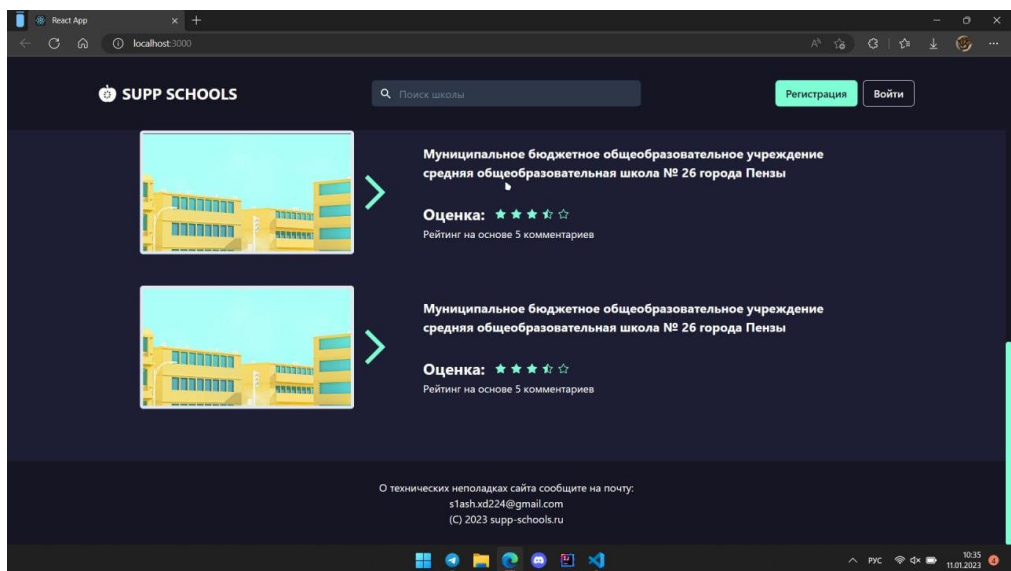 React App
localhost:3000
SUPP SCHOOLS
Поиск школы
Регистрация
Войти
Муниципальное бюджетное общеобразовательное учреждение
средняя общеобразовательная школа № 26 города Пензы
Оценка:
Рейтинг на основе 5 комментариев
Муниципальное бюджетное общеобразовательное учреждение
средняя общеобразовательная школа № 26 города Пензы
Оценка:
Рейтинг на основе 5 комментариев
О технических неполадках сайта сообщите на почту:
s1ash.xd224@gmail.com
(C) 2023 supp-schools.ru
РУС
10:35
11.01.2023
4